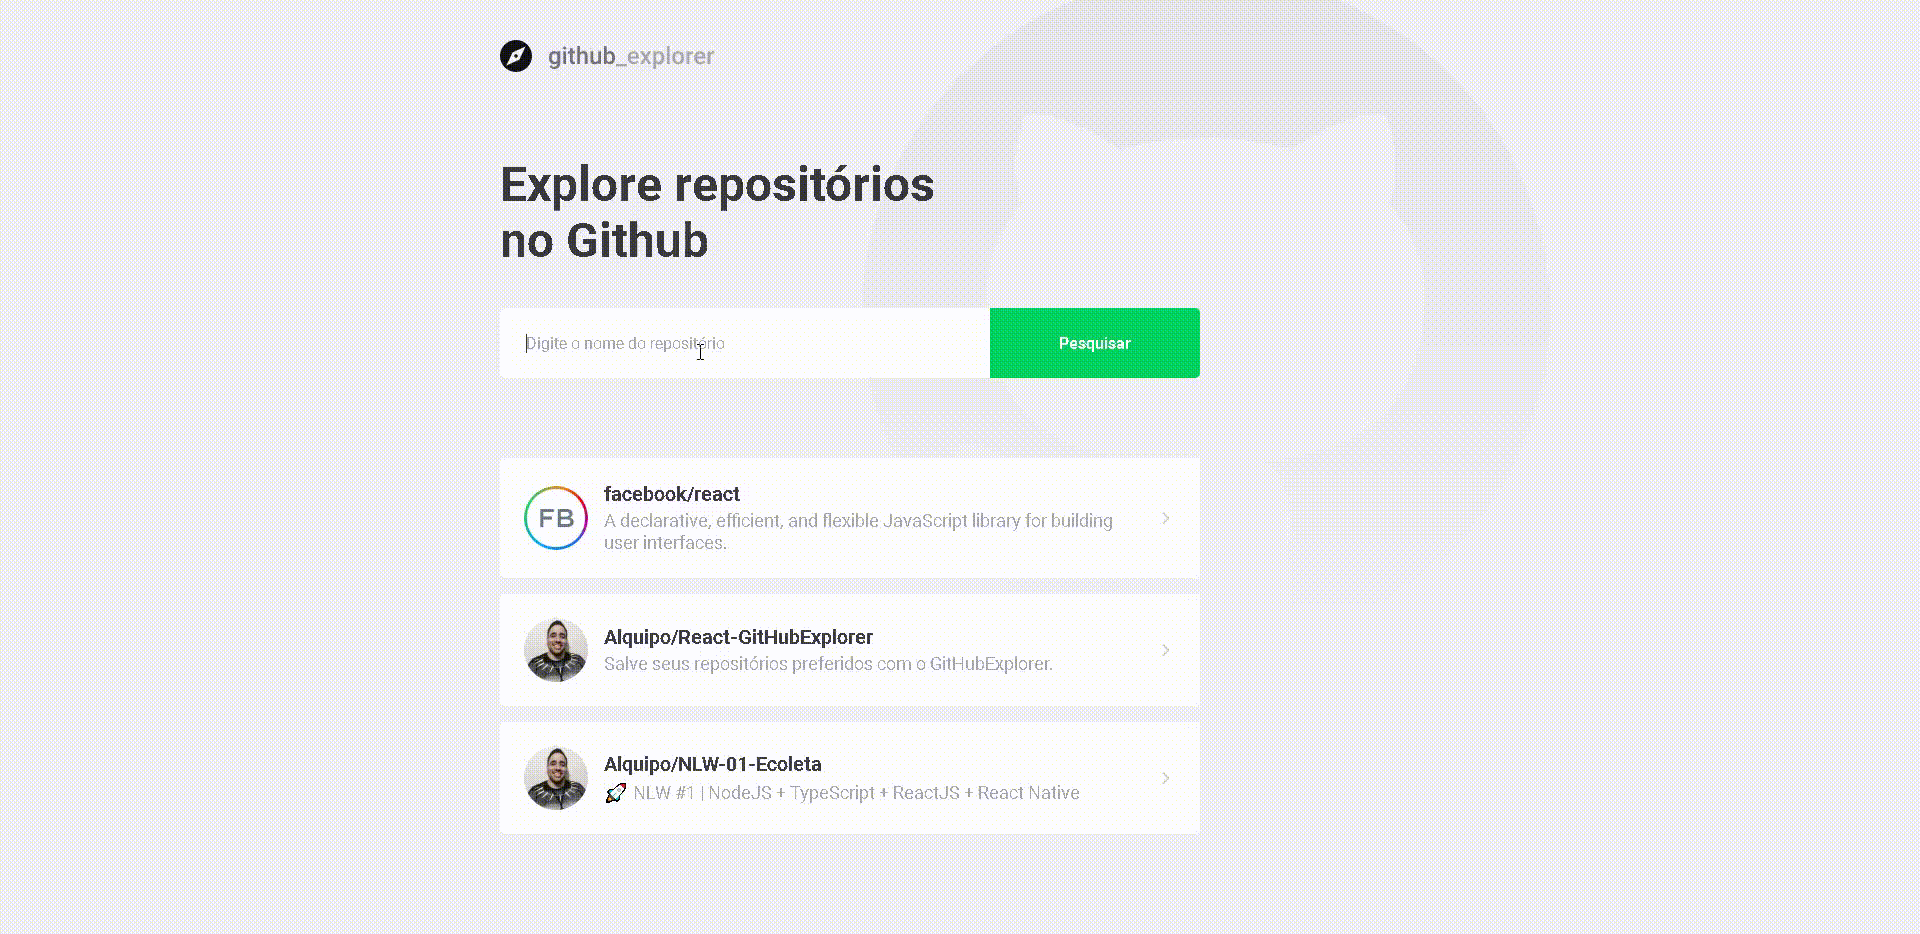 github_explorer
Explore repositórios
no Github
Digite o nome do repositório
Pesquisar
FB
facebook/react
A declarative, efficient, and flexible JavaScript library for building
user interfaces.
Alquipo/React-GitHubExplorer
Salve seus repositórios preferidos com o GitHubExplorer.
Alquipo/NLW-01-Ecoleta
🚀 NLW #1 | NodeJS + TypeScript + ReactJS + React Native